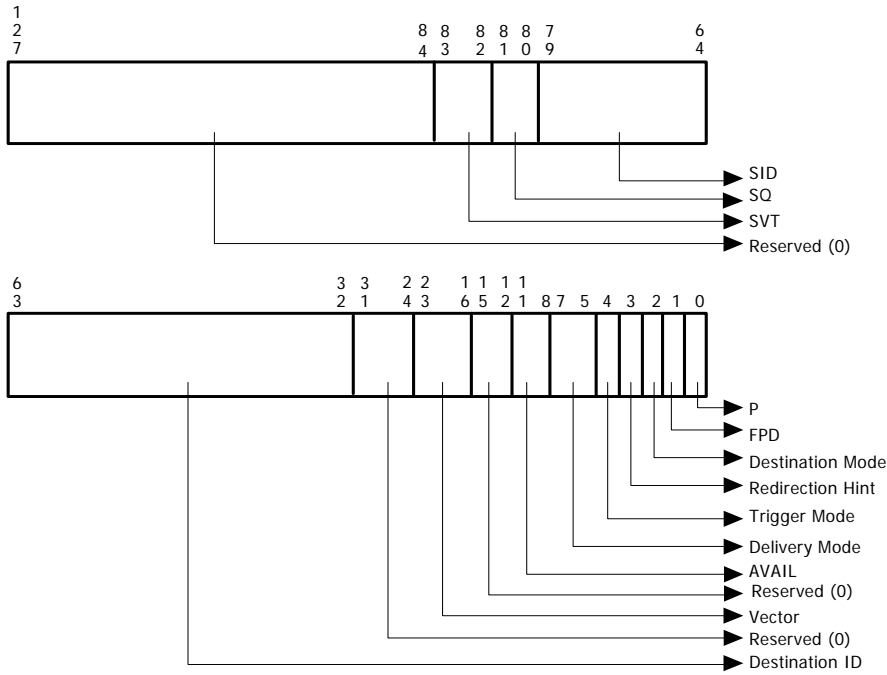 127 84 83 82 81 80 79 64
SID
SQ
SVT
Reserved (0)
63 32 31 24 23 16 15 12 11 8 7 5 4 3 2 1 0
P
FPD
Destination Mode
Redirection Hint
Trigger Mode
Delivery Mode
AVAIL
Reserved (0)
Vector
Reserved (0)
Destination ID